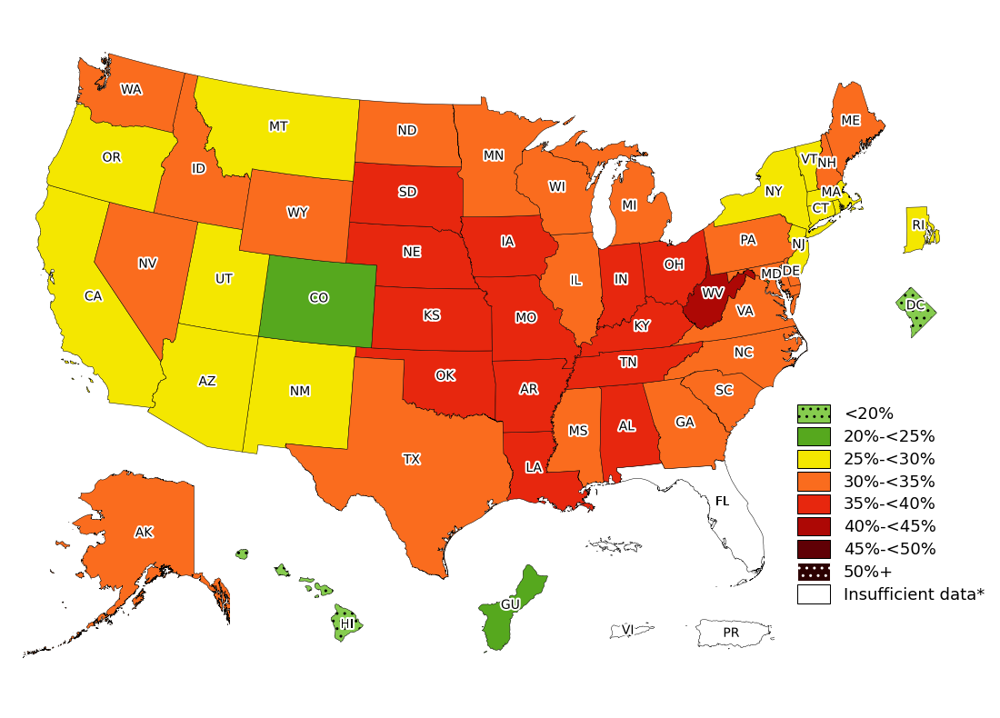 WA
MT
ND
MN
ME
OR
ID
SD
WI
MI
VT
NH
NY
MA
CT
RI
WY
NE
IA
PA
NJ
NV
UT
CO
IL
IN
OH
MD
DE
DC
CA
KS
MO
WV
VA
KY
AZ
NM
OK
TN
NC
AR
SC
TX
MS
AL
GA
LA
FL
AK
HI
GU
VI
PR
<20%
20%-<25%
25%-<30%
30%-<35%
35%-<40%
40%-<45%
45%-<50%
50%+
Insufficient data*